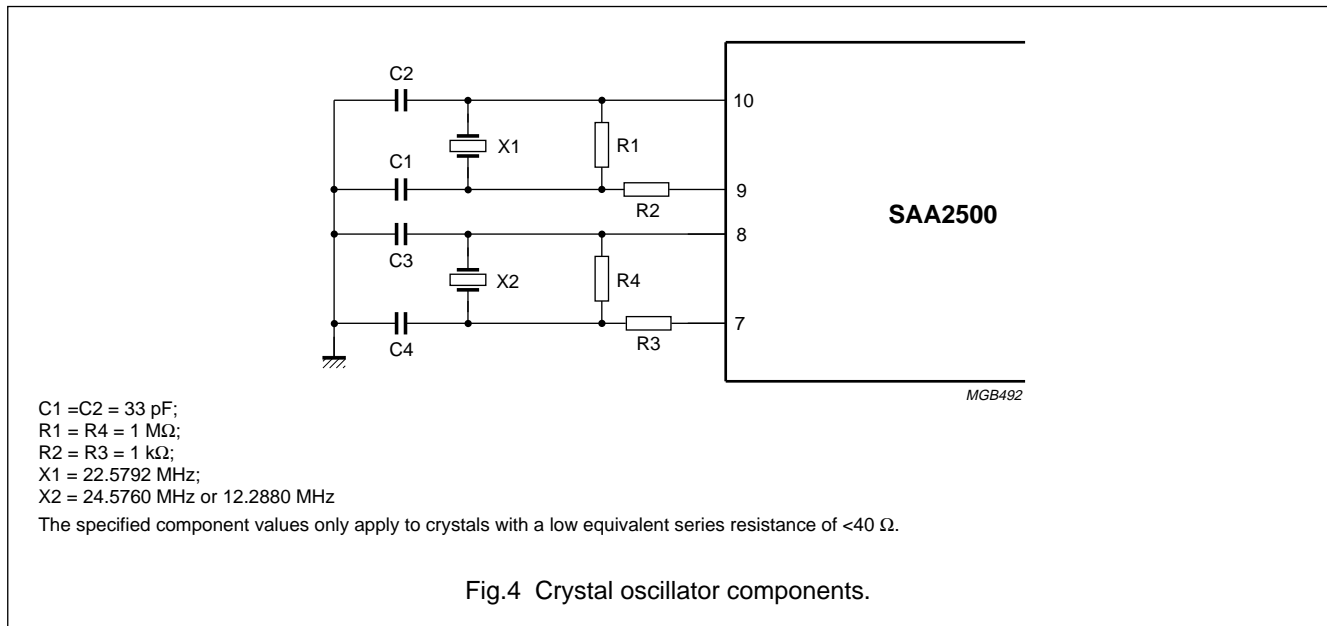 C2
10
X1
R1
C1
9
R2
SAA2500
8
C3
X2
R4
7
C4
R3
MGB492
C1 =C2 = 33 pF;
R1 = R4 = 1 MΩ;
R2 = R3 = 1 kΩ;
X1 = 22.5792 MHz;
X2 = 24.5760 MHz or 12.2880 MHz
The specified component values only apply to crystals with a low equivalent series resistance of <40 Ω.
Fig.4 Crystal oscillator components.